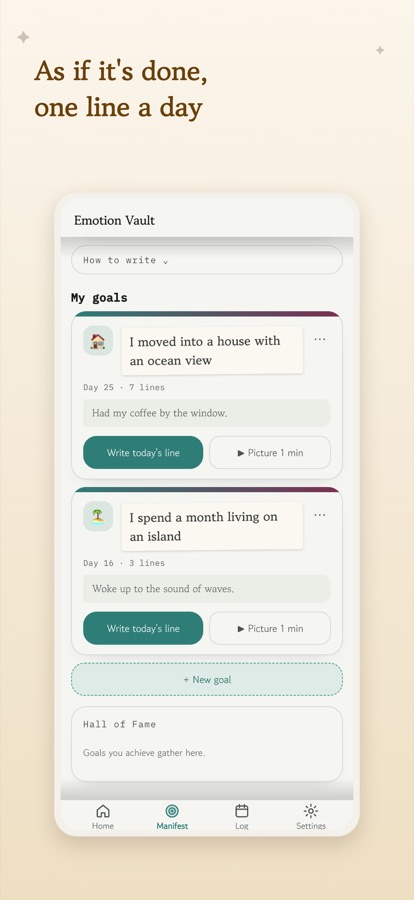 As if it's done,
one line a day
Emotion Vault
How to write ⌄
My goals
I moved into a house with
an ocean view
...
Day 25 · 7 lines
Had my coffee by the window.
Write today's line
▶ Picture 1 min
I spend a month living on
an island
...
Day 16 · 3 lines
Woke up to the sound of waves.
Write today's line
▶ Picture 1 min
+ New goal
Hall of Fame
Goals you achieve gather here.
Home
Manifest
Log
Settings